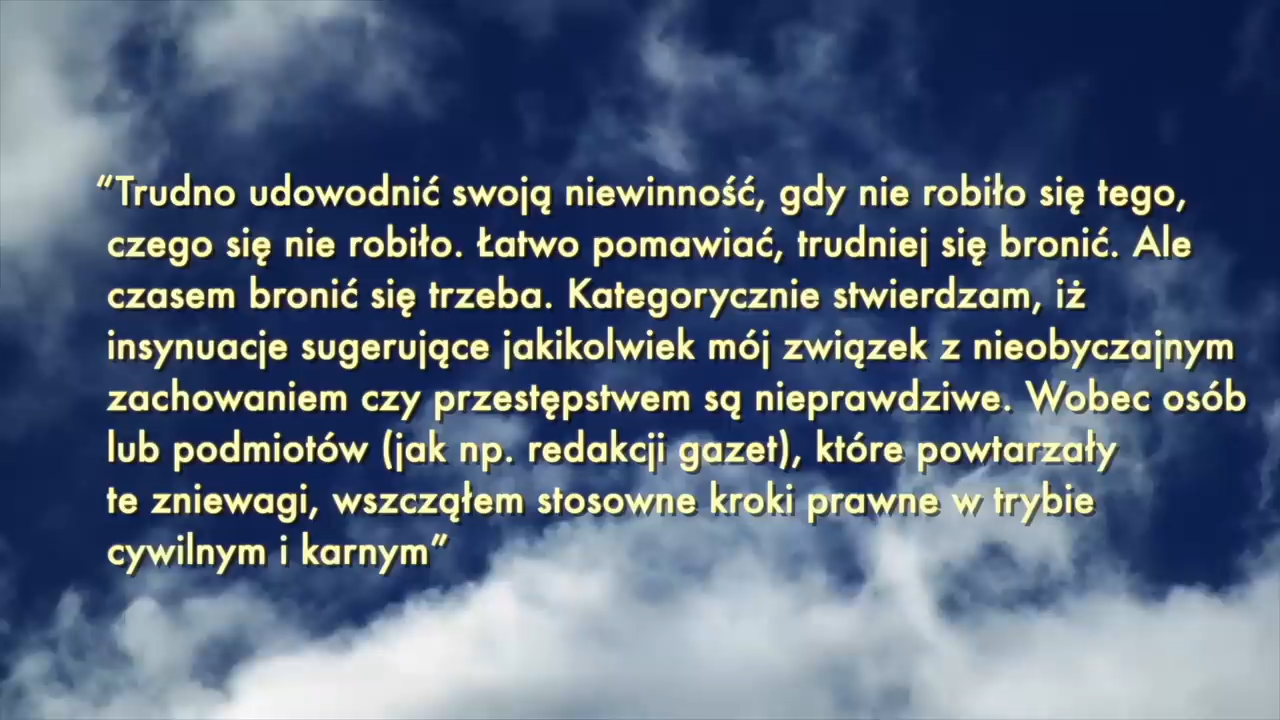 “Trudno udowodnić swoją niewinność, gdy nie robiło się tego,
czego się nie robiło. Łatwo pomawiać, trudniej się bronić. Ale
czasem bronić się trzeba. Kategorycznie stwierdzam, iż
insynuacje sugerujące jakikolwiek mój związek z nieobyczajnym
zachowaniem czy przestępstwem są nieprawdziwe. Wobec osób
lub podmiotów (jak np. redakcji gazet), które powtarzały
te zniewagi, wszcząłem stosowne kroki prawne w trybie
cywilnym i karnym”